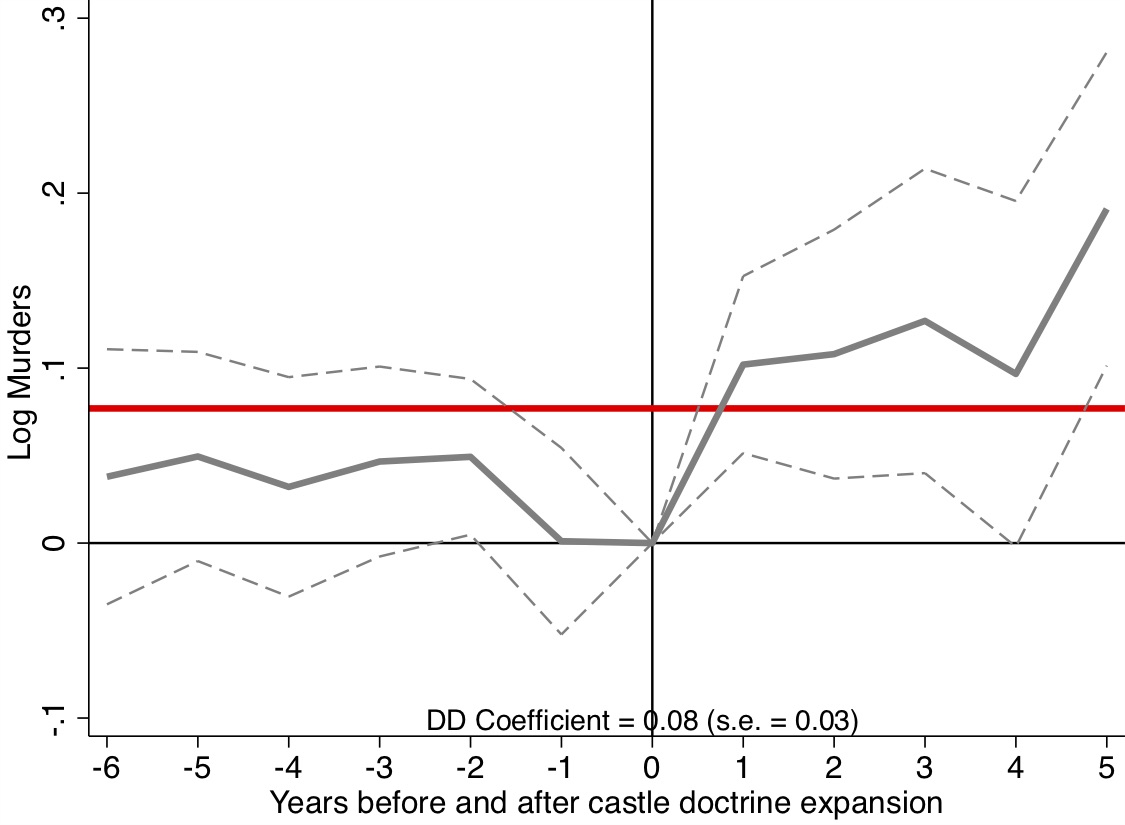 .3
.2
.1
0
-.1
Log Murders
DD Coefficient = 0.08 (s.e. = 0.03)
-6 -5 -4 -3 -2 -1 0 1 2 3 4 5
Years before and after castle doctrine expansion